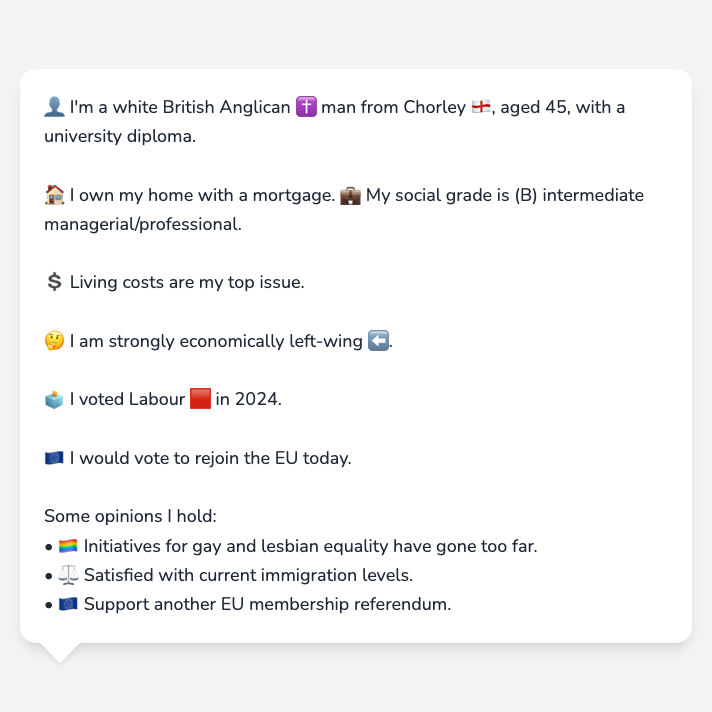 👤 I'm a white British Anglican ✝️ man from Chorley 🏴󠁧󠁢󠁥󠁮󠁧󠁿, aged 45, with a
university diploma.
🏠 I own my home with a mortgage. 💼 My social grade is (B) intermediate
managerial/professional.
💲 Living costs are my top issue.
🤔 I am strongly economically left-wing ⬅️.
🗳️ I voted Labour 🟥 in 2024.
🇪🇺 I would vote to rejoin the EU today.
Some opinions I hold:
• 🏳️‍🌈 Initiatives for gay and lesbian equality have gone too far.
• ⚖️ Satisfied with current immigration levels.
• 🇪🇺 Support another EU membership referendum.